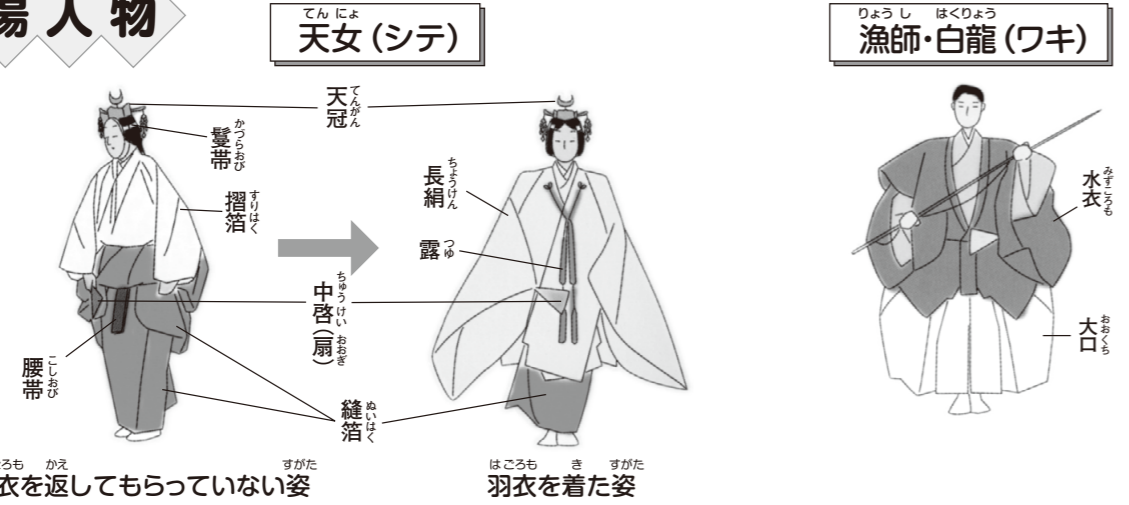 場人物
てんにょ
天女（シテ）
りょうし はくりょう
漁師・白龍（ワキ）
てんがん
天冠
かづらおび
鬘帯
すりはく
摺箔
ちょうけん
長絹
つゆ
露
ちゅうけい おおぎ
中啓（扇）
こしおび
腰帯
ぬいはく
縫箔
みずごろも
水衣
おおくち
大口
ろも かえ すがた
衣を返してもらっていない姿
はごろも き すがた
羽衣を着た姿